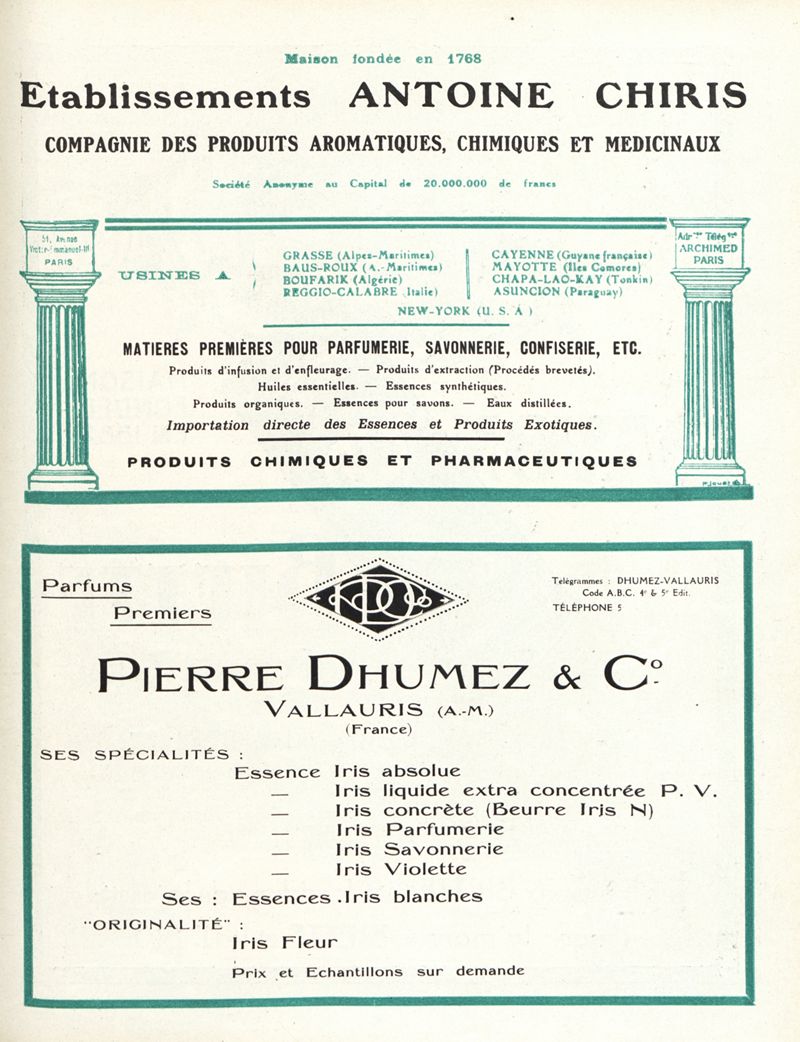 Maison fondée en 1768
Etablissements ANTOINE CHIRIS
COMPAGNIE DES PRODUITS AROMATIQUES, CHIMIQUES ET MEDICINAUX
Société Anonyme au Capital de 20.000.000 de francs
51, Avenue
Victor-Emmanuel-III
PARIS
USINES A
GRASSE (Alpes-Maritimes)
BAUS-ROUX (A.-Maritimes)
BOUFARIK (Algérie)
REGGIO-CALABRE (Italie)
CAYENNE (Guyane française)
MAYOTTE (Iles Comores)
CHAPA-LAO-KAY (Tonkin)
ASUNCION (Paraguay)
NEW-YORK (U.S.A)
Adr. Télég.
ARCHIMED
PARIS
MATIERES PREMIÈRES POUR PARFUMERIE, SAVONNERIE, CONFISERIE, ETC.
Produits d'infusion et d'enfleurage. — Produits d'extraction (Procédés brevetés).
Huiles essentielles. — Essences synthétiques.
Produits organiques. — Essences pour savons. — Eaux distillées.
Importation directe des Essences et Produits Exotiques.
PRODUITS CHIMIQUES ET PHARMACEUTIQUES
Parfums
Premiers
Télégrammes : DHUMEZ-VALLAURIS
Code A.B.C. 4e & 5e Edit.
TÉLÉPHONE 5
PIERRE DHUMEZ & Co
VALLAURIS (A.-M.)
(France)
SES SPÉCIALITÉS :
Essence Iris absolue
— Iris liquide extra concentrée P. V.
— Iris concrète (Beurre Iris N)
— Iris Parfumerie
— Iris Savonnerie
— Iris Violette
Ses : Essences Iris blanches
"ORIGINALITÉ" :
Iris Fleur
Prix et Echantillons sur demande